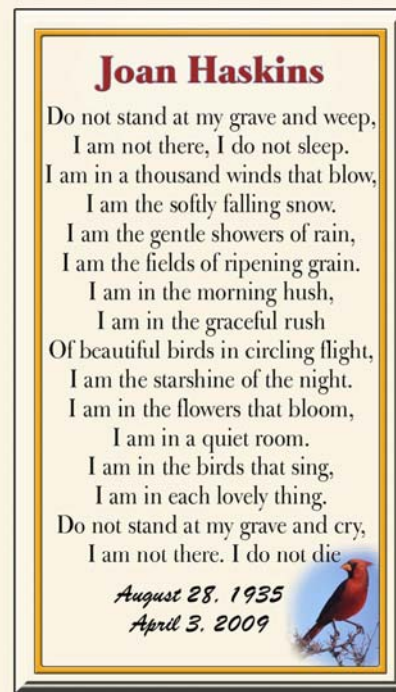 Joan Haskins
Do not stand at my grave and weep,
I am not there, I do not sleep.
I am in a thousand winds that blow,
I am the softly falling snow.
I am the gentle showers of rain,
I am the fields of ripening grain.
I am in the morning hush,
I am in the graceful rush
Of beautiful birds in circling flight,
I am the starshine of the night.
I am in the flowers that bloom,
I am in a quiet room.
I am in the birds that sing,
I am in each lovely thing.
Do not stand at my grave and cry,
I am not there. I do not die
August 28, 1935
April 3, 2009